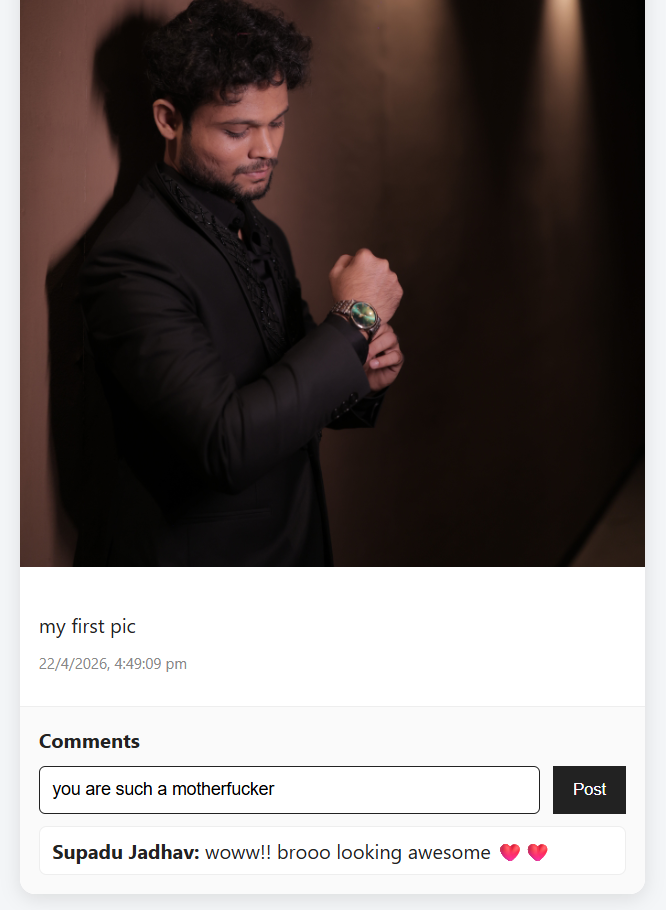 my first pic
22/4/2026, 4:49:09 pm
Comments
you are such a motherfucker
Post
Supadu Jadhav: woww!! brooo looking awesome ❤️ ❤️